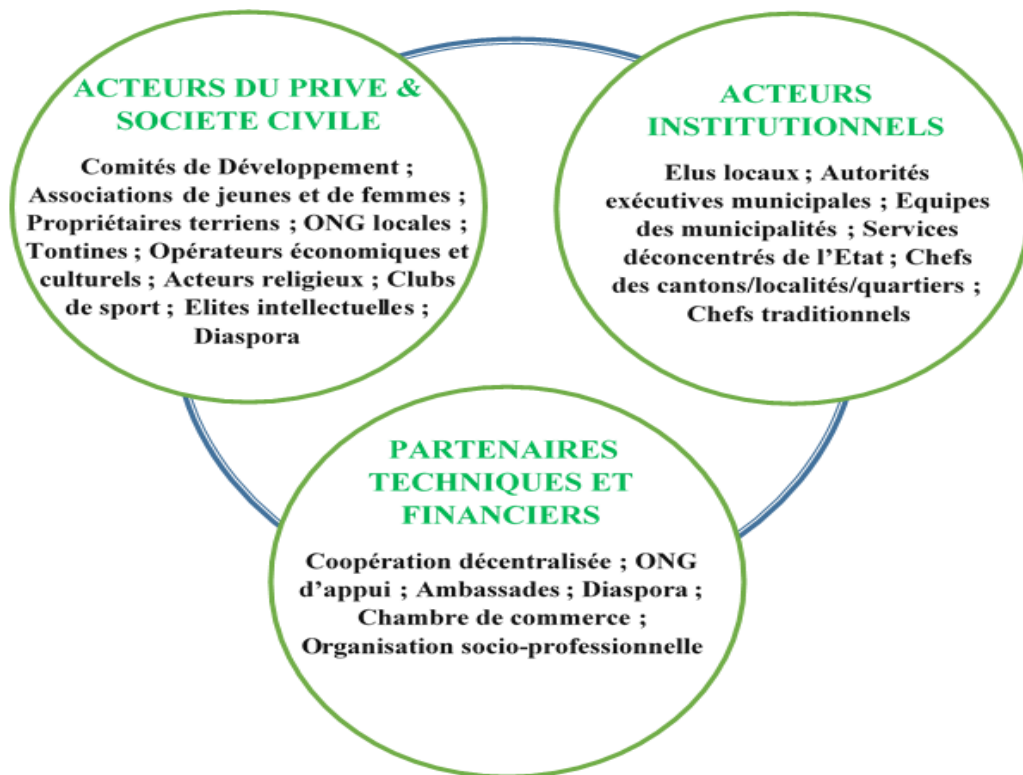 ACTEURS DU PRIVE &
SOCIETE CIVILE
Comités de Développement ;
Associations de jeunes et de femmes ;
Propriétaires terriens ; ONG locales ;
Tontines ; Opérateurs économiques et
culturels ; Acteurs religieux ; Clubs
de sport ; Elites intellectuelles ;
Diaspora
ACTEURS
INSTITUTIONNELS
Elus locaux ; Autorités
exécutives municipales ; Equipes
des municipalités ; Services
déconcentrés de l’Etat ; Chefs
des cantons/localités/quartiers ;
Chefs traditionnels
PARTENAIRES
TECHNIQUES ET
FINANCIERS
Coopération décentralisée ; ONG
d’appui ; Ambassades ; Diaspora ;
Chambre de commerce ;
Organisation socio-professionnelle